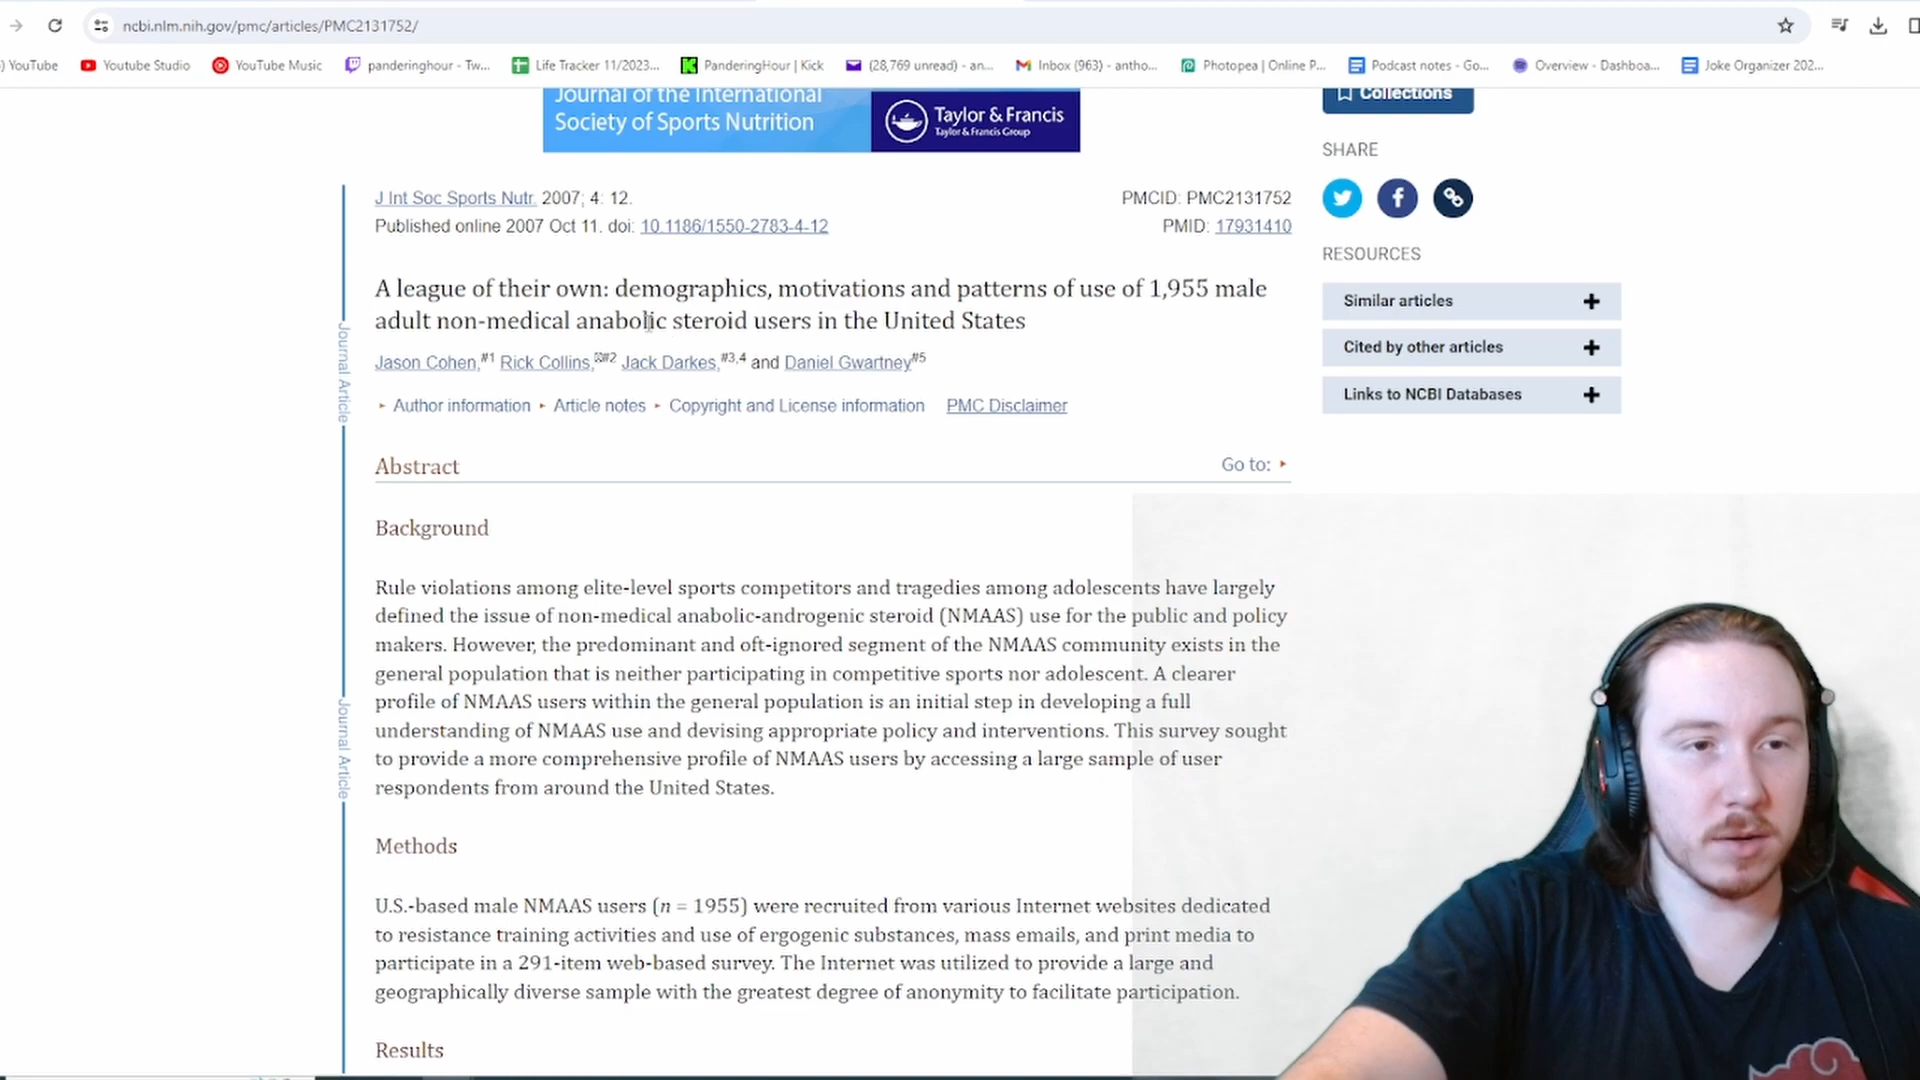 ncbi.nlm.nih.gov/pmc/articles/PMC2131752/
) YouTube Youtube Studio YouTube Music panderinghour - Tw... Life Tracker 11/2023... PanderingHour | Kick (28,769 unread) - an... Inbox (963) - antho... Photopea | Online P... Podcast notes - Go... Overview - Dashboa... Joke Organizer 202...
Journal of the International
Society of Sports Nutrition
Taylor & Francis
Taylor & Francis Group
Collections
SHARE
J Int Soc Sports Nutr. 2007; 4: 12.
PMCID: PMC2131752
Published online 2007 Oct 11. doi: 10.1186/1550-2783-4-12
PMID: 17931410
RESOURCES
Similar articles
Cited by other articles
Links to NCBI Databases
A league of their own: demographics, motivations and patterns of use of 1,955 male
adult non-medical anabolic steroid users in the United States
Jason Cohen,#1 Rick Collins,✉#2 Jack Darkes,#3,4 and Daniel Gwartney#5
Author information Article notes Copyright and License information PMC Disclaimer
Journal Article
Abstract
Go to:
Background
Rule violations among elite-level sports competitors and tragedies among adolescents have largely
defined the issue of non-medical anabolic-androgenic steroid (NMAAS) use for the public and policy
makers. However, the predominant and oft-ignored segment of the NMAAS community exists in the
general population that is neither participating in competitive sports nor adolescent. A clearer
profile of NMAAS users within the general population is an initial step in developing a full
understanding of NMAAS use and devising appropriate policy and interventions. This survey sought
to provide a more comprehensive profile of NMAAS users by accessing a large sample of user
respondents from around the United States.
Journal Article
Methods
U.S.-based male NMAAS users (n = 1955) were recruited from various Internet websites dedicated
to resistance training activities and use of ergogenic substances, mass emails, and print media to
participate in a 291-item web-based survey. The Internet was utilized to provide a large and
geographically diverse sample with the greatest degree of anonymity to facilitate participation.
Results